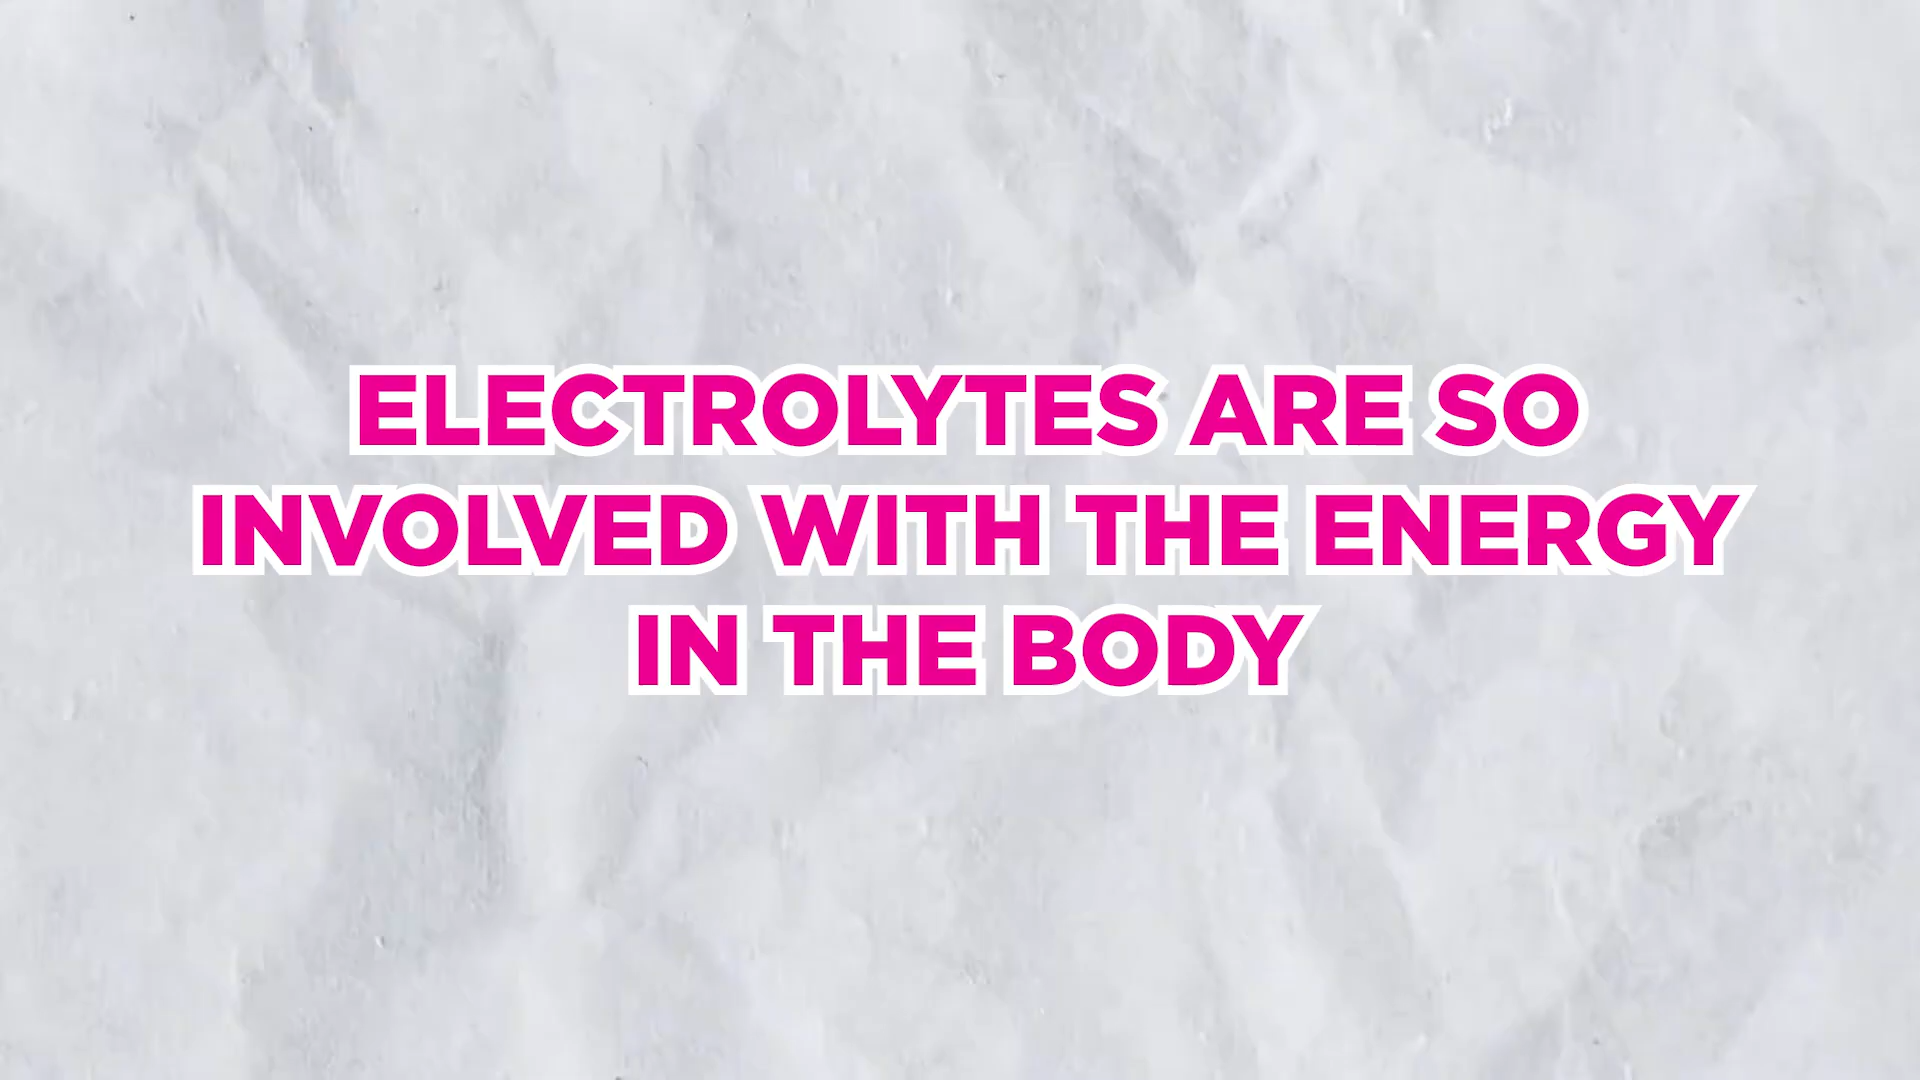 ELECTROLYTES ARE SO
INVOLVED WITH THE ENERGY
IN THE BODY